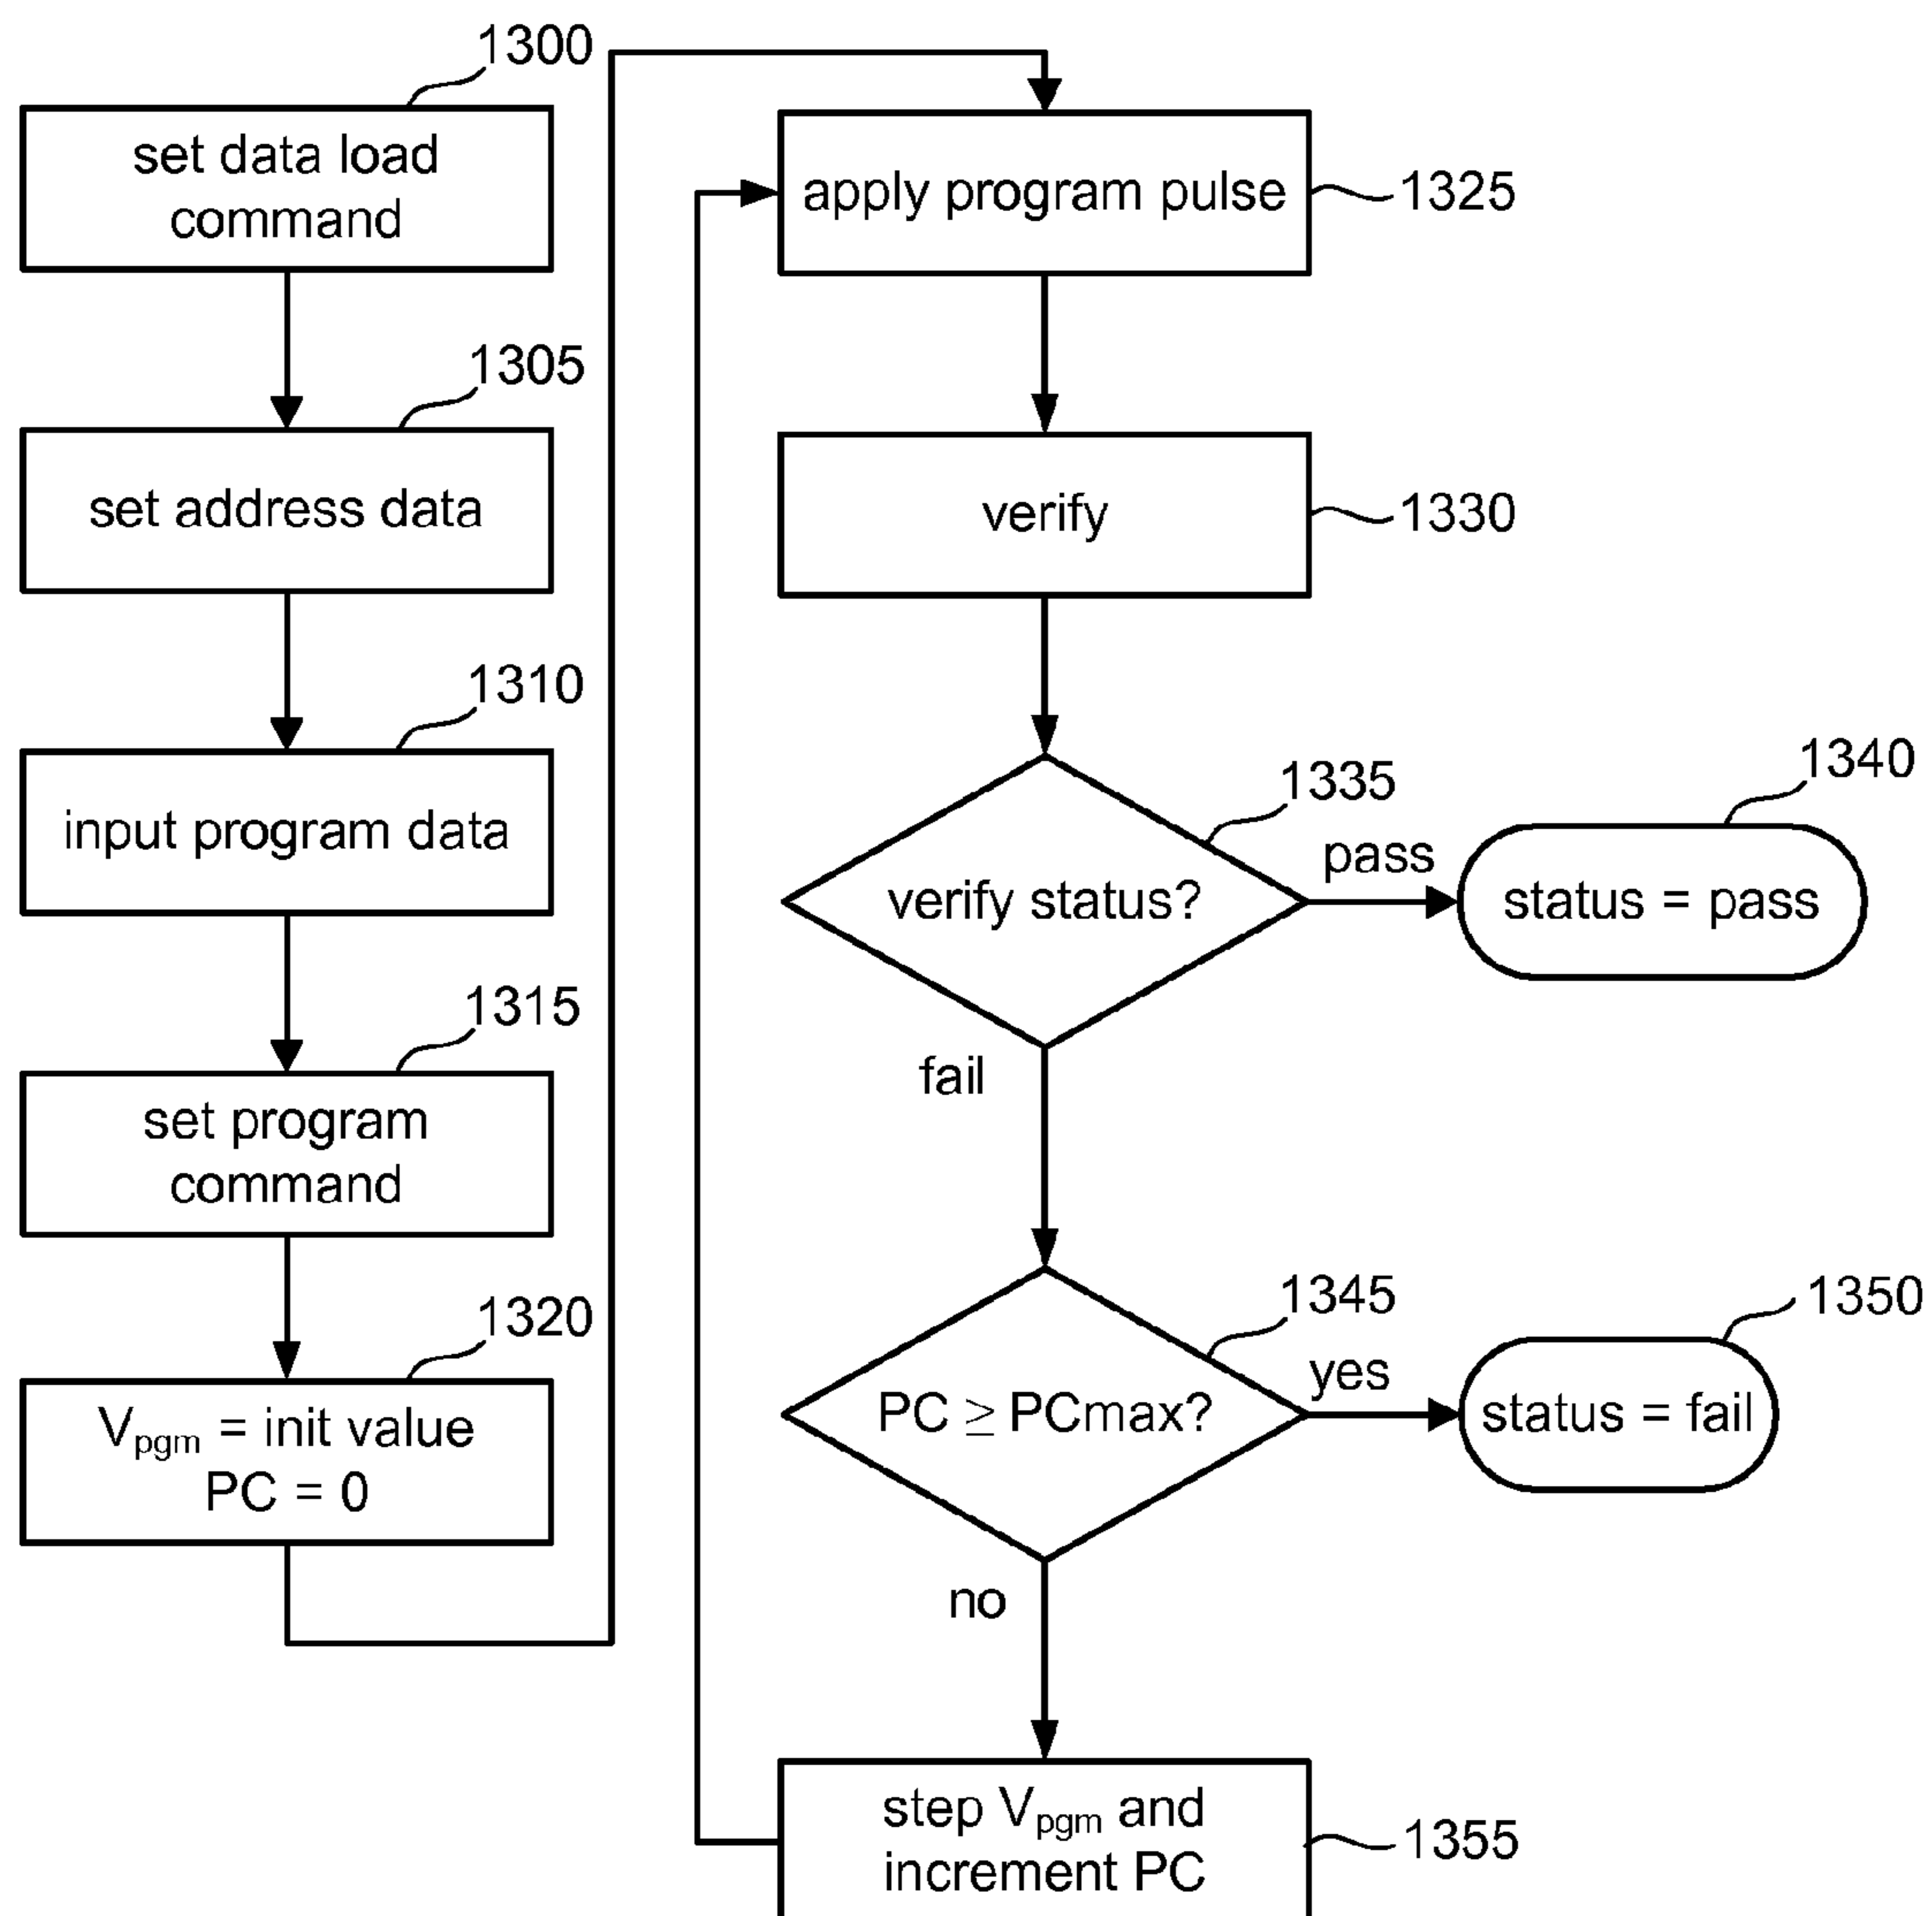 1300
set data load
command
1305
set address data
1310
input program data
1315
set program
command
1320
Vpgm = init value
PC = 0
apply program pulse
1325
verify
1330
1335
verify status?
pass
1340
status = pass
fail
1345
PC ≥ PCmax?
yes
1350
status = fail
no
step Vpgm and
increment PC
1355